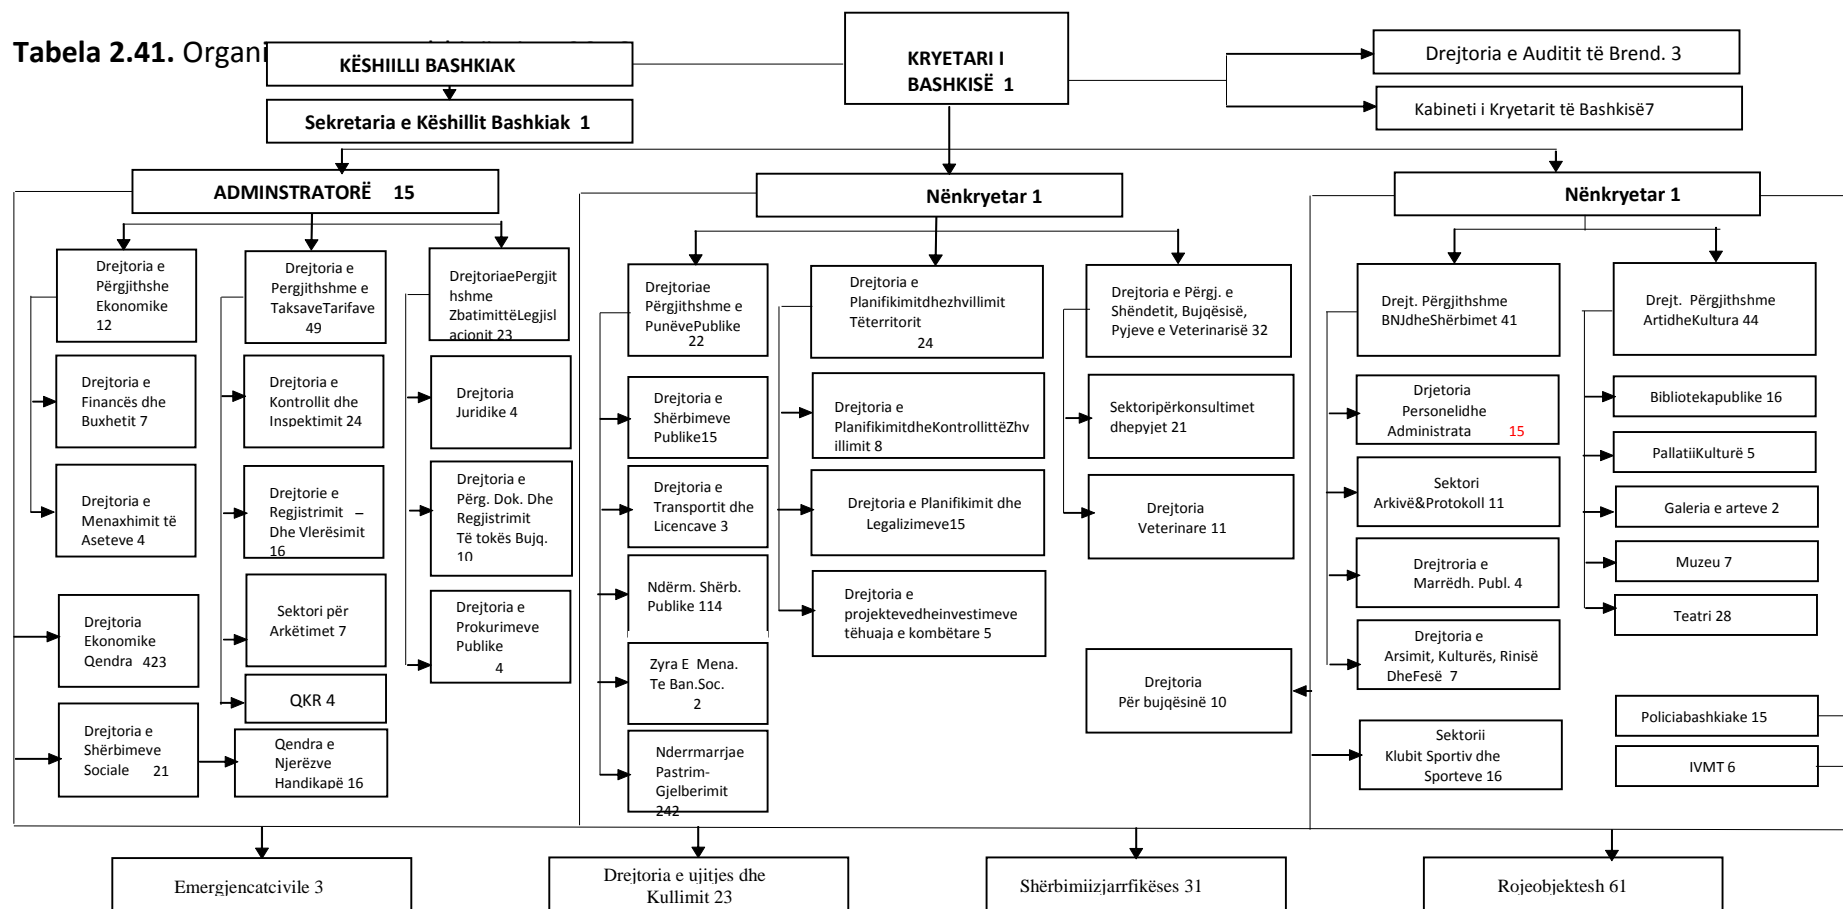 Tabela 2.41. Organi
KËSHIILLI BASHKIAK
KRYETARI I
BASHKISË 1
Drejtoria e Auditit të Brend. 3
Sekretaria e Këshillit Bashkiak 1
Kabineti i Kryetarit të Bashkisë7
ADMINSTRATORË 15
Nënkryetar 1
Nënkryetar 1
Drejtoria e
Përgjithshe
Ekonomike
12
Drejtoria e
Pergjithshme e
TaksaveTarifave
49
DrejtoriaePergjit
hshme
ZbatimittëLegjisl
acionit 23
Drejtoriae
Përgjithshme e
PunëvePublike
22
Drejtoria e
Planifikimitdhezhvillimit
Tëterritorit
24
Drejtoria e Përgj. e
Shëndetit, Bujqësisë,
Pyjeve e Veterinarisë 32
Drejt. Përgjithshme
BNJdheShërbimet 41
Drejt. Përgjithshme
ArtidheKultura 44
Drejtoria e
Financës dhe
Buxhetit 7
Drejtoria e
Kontrollit dhe
Inspektimit 24
Drejtoria
Juridike 4
Drejtoria e
Shërbimeve
Publike15
Drejtoria e
PlanifikimitdheKontrollittëZhv
illimit 8
Sektoripërkonsultimet
dhepyjet 21
Drjetoria
Personelidhe
Administrata 15
Bibliotekapublike 16
PallatiiKulturë 5
Drejtoria e
Menaxhimit të
Aseteve 4
Drejtorie e
Regjistrimit –
Dhe Vlerësimit
16
Drejtoria e
Përg. Dok. Dhe
Regjistrimit
Të tokës Bujq.
10
Drejtoria e
Transportit dhe
Licencave 3
Drejtoria e Planifikimit dhe
Legalizimeve15
Drejtoria
Veterinare 11
Sektori
Arkivë&Protokoll 11
Galeria e arteve 2
Drejtroria e
Marrëdh. Publ. 4
Muzeu 7
Drejtoria
Ekonomike
Qendra 423
Sektori për
Arkëtimet 7
Drejtoria e
Prokurimeve
Publike
4
Ndërm. Shërb.
Publike 114
Drejtoria e
projektevedheinvestimeve
tëhuaja e kombëtare 5
Teatri 28
Drejtoria e
Arsimit, Kulturës, Rinisë
DheFesë 7
QKR 4
Zyra E Mena.
Te Ban.Soc.
2
Drejtoria
Për bujqësinë 10
Policiabashkiake 15
Drejtoria e
Shërbimeve
Sociale 21
Qendra e
Njerëzve
Handikapë 16
Nderrmarrjae
Pastrim-
Gjelberimit
242
Sektorii
Klubit Sportiv dhe
Sporteve 16
IVMT 6
Emergjencatcivile 3
Drejtoria e ujitjes dhe
Kullimit 23
Shërbimiizjarrfikëses 31
Rojeobjektesh 61